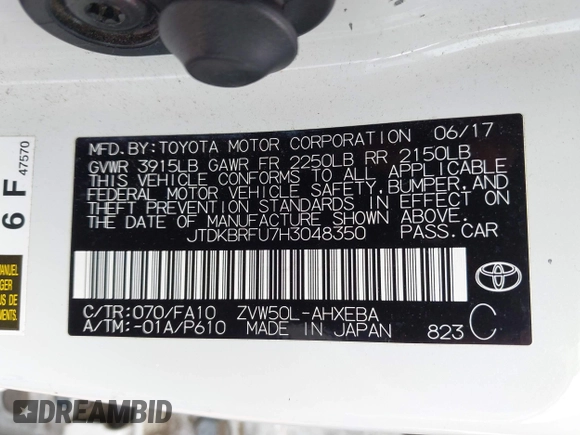 MFD. BY: TOYOTA MOTOR CORPORATION 06/17
GVWR 3915LB GAWR FR 2250LB RR 2150LB
THIS VEHICLE CONFORMS TO ALL APPLICABLE
FEDERAL MOTOR VEHICLE SAFETY, BUMPER, AND
THEFT PREVENTION STANDARDS IN EFFECT ON
THE DATE OF MANUFACTURE SHOWN ABOVE.
JTDKBRFU7H3048350 PASS. CAR
C/TR: 070/FA10 ZVW50L-AHXEBA
A/TM: -01A/P610 MADE IN JAPAN 823 C
TOYOTA
6 F 47570
DREAMBID